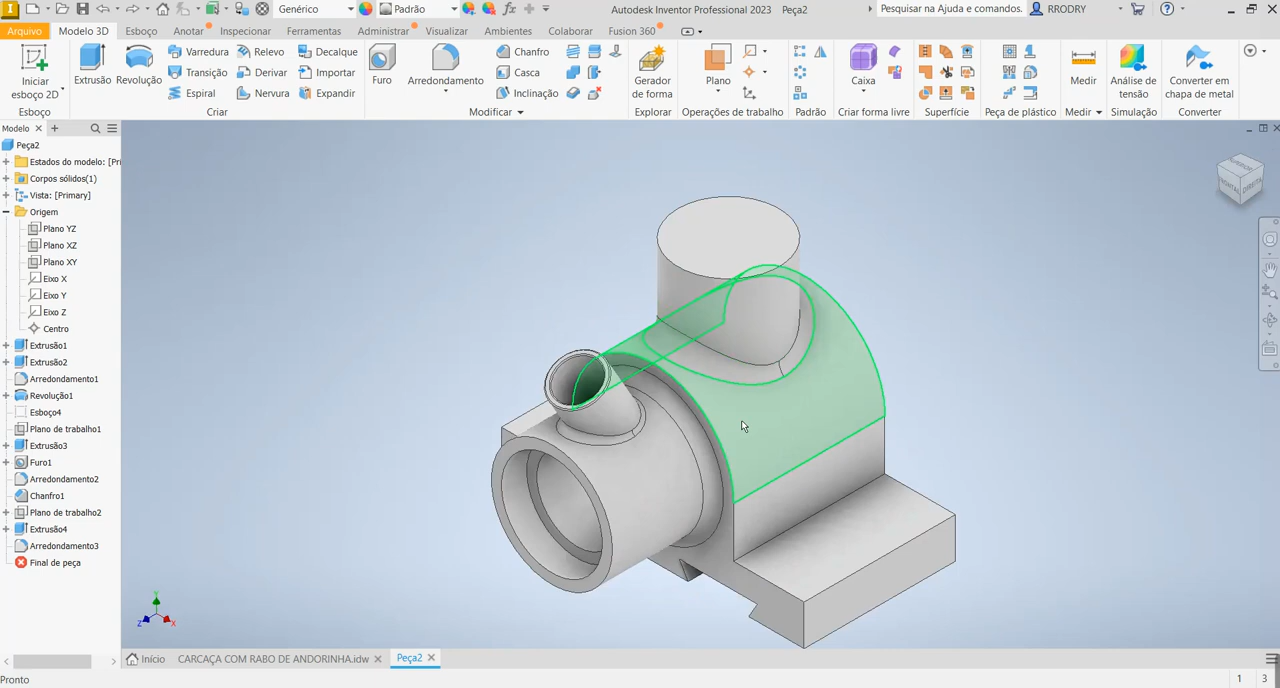 Genérico
Padrão
Autodesk Inventor Professional 2023 Peça2
Pesquisar na Ajuda e comandos.
RRODRY
Arquivo
Modelo 3D
Esboço
Anotar
Inspecionar
Ferramentas
Administrar
Visualizar
Ambientes
Colaborar
Fusion 360
Iniciar
esboço 2D
Esboço
Extrusão
Revolução
Varredura
Transição
Espiral
Relevo
Derivar
Nervura
Decalque
Importar
Expandir
Criar
Furo
Arredondamento
Chanfro
Casca
Inclinação
Modificar
Gerador
de forma
Explorar
Plano
Operações de trabalho
Padrão
Caixa
Criar forma livre
Superfície
Peça de plástico
Medir
Medir
Análise de
tensão
Simulação
Converter em
chapa de metal
Converter
Modelo
Peça2
Estados do modelo: [Pri
Corpos sólidos(1)
Vista: [Primary]
Origem
Plano YZ
Plano XZ
Plano XY
Eixo X
Eixo Y
Eixo Z
Centro
Extrusão1
Extrusão2
Arredondamento1
Revolução1
Esboço4
Plano de trabalho1
Extrusão3
Furo1
Arredondamento2
Chanfro1
Plano de trabalho2
Extrusão4
Arredondamento3
Final de peça
SUPERIOR
FRONTAL
DIREITA
Y
Z
X
Início
CARCAÇA COM RABO DE ANDORINHA.idw
Peça2
Pronto
1
3